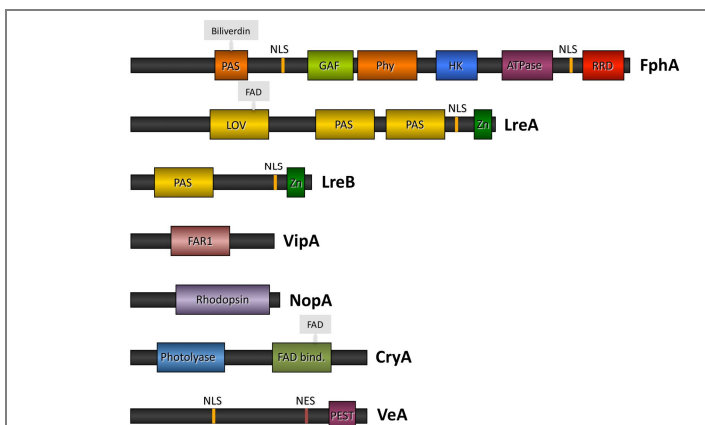 Biliverdin
NLS NLS
PAS GAF Phy HK ATPase RRD FphA
FAD
NLS
LOV PAS PAS Zn LreA
NLS
PAS Zn LreB
FAR1 VipA
Rhodopsin NopA
FAD
Photolyase FAD bind. CryA
NLS NES
PEST VeA